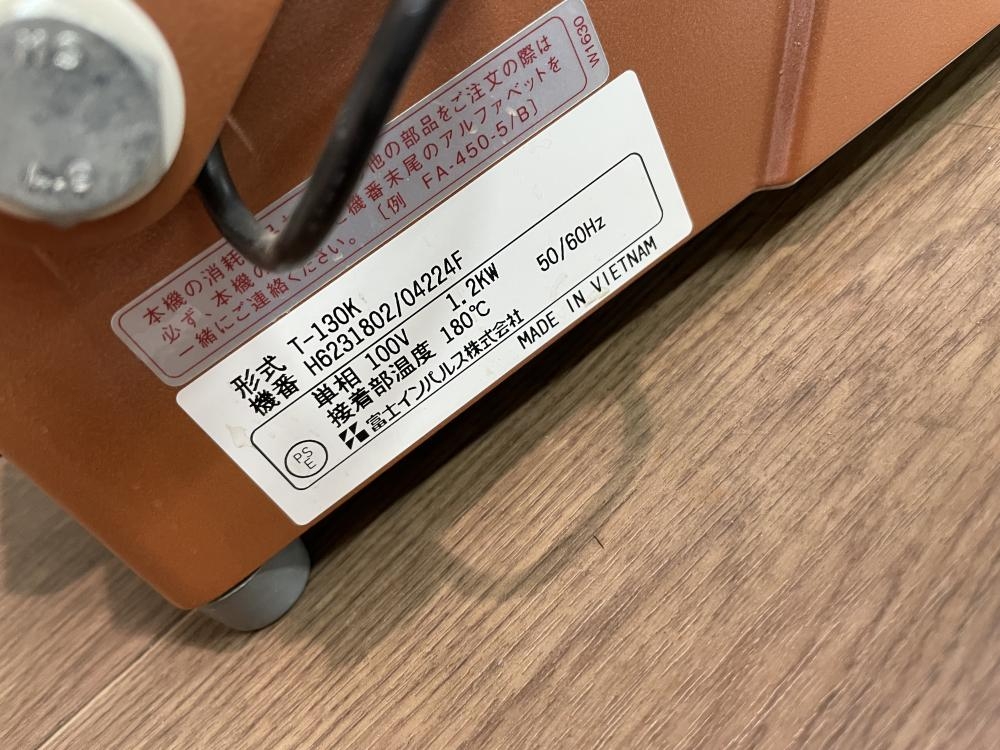 本機の消耗
他の部品をご注文の際は
必ず、本機の
機番末尾のアルファベットを
一緒にご連絡ください。 [例 FA-450-5/B]
W1630
形式 T-130K
機番 H6231802/04224F
単相 100V 1.2KW 50/60Hz
接着部温度 180℃
PS
E
富士インパルス株式会社 MADE IN VIETNAM